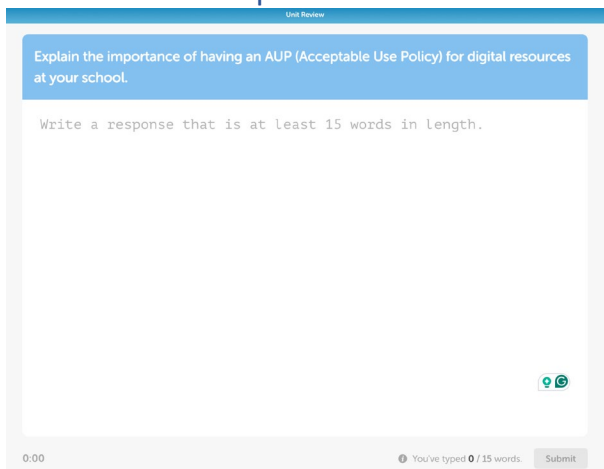 Unit Review
Explain the importance of having an AUP (Acceptable Use Policy) for digital resources
at your school.
Write a response that is at least 15 words in length.
0:00
You've typed 0 / 15 words.
Submit